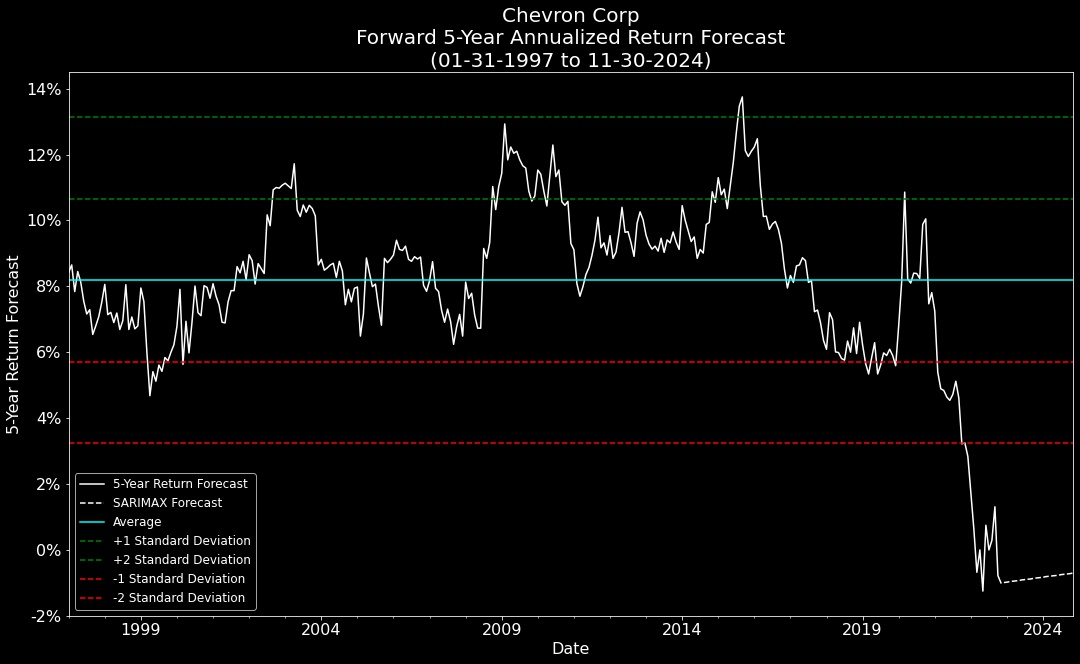 Chevron Corp
Forward 5-Year Annualized Return Forecast
(01-31-1997 to 11-30-2024)
14%
12%
10%
8%
6%
4%
2%
0%
-2%
5-Year Return Forecast
5-Year Return Forecast
SARIMAX Forecast
Average
+1 Standard Deviation
+2 Standard Deviation
-1 Standard Deviation
-2 Standard Deviation
1999
2004
2009
2014
2019
2024
Date